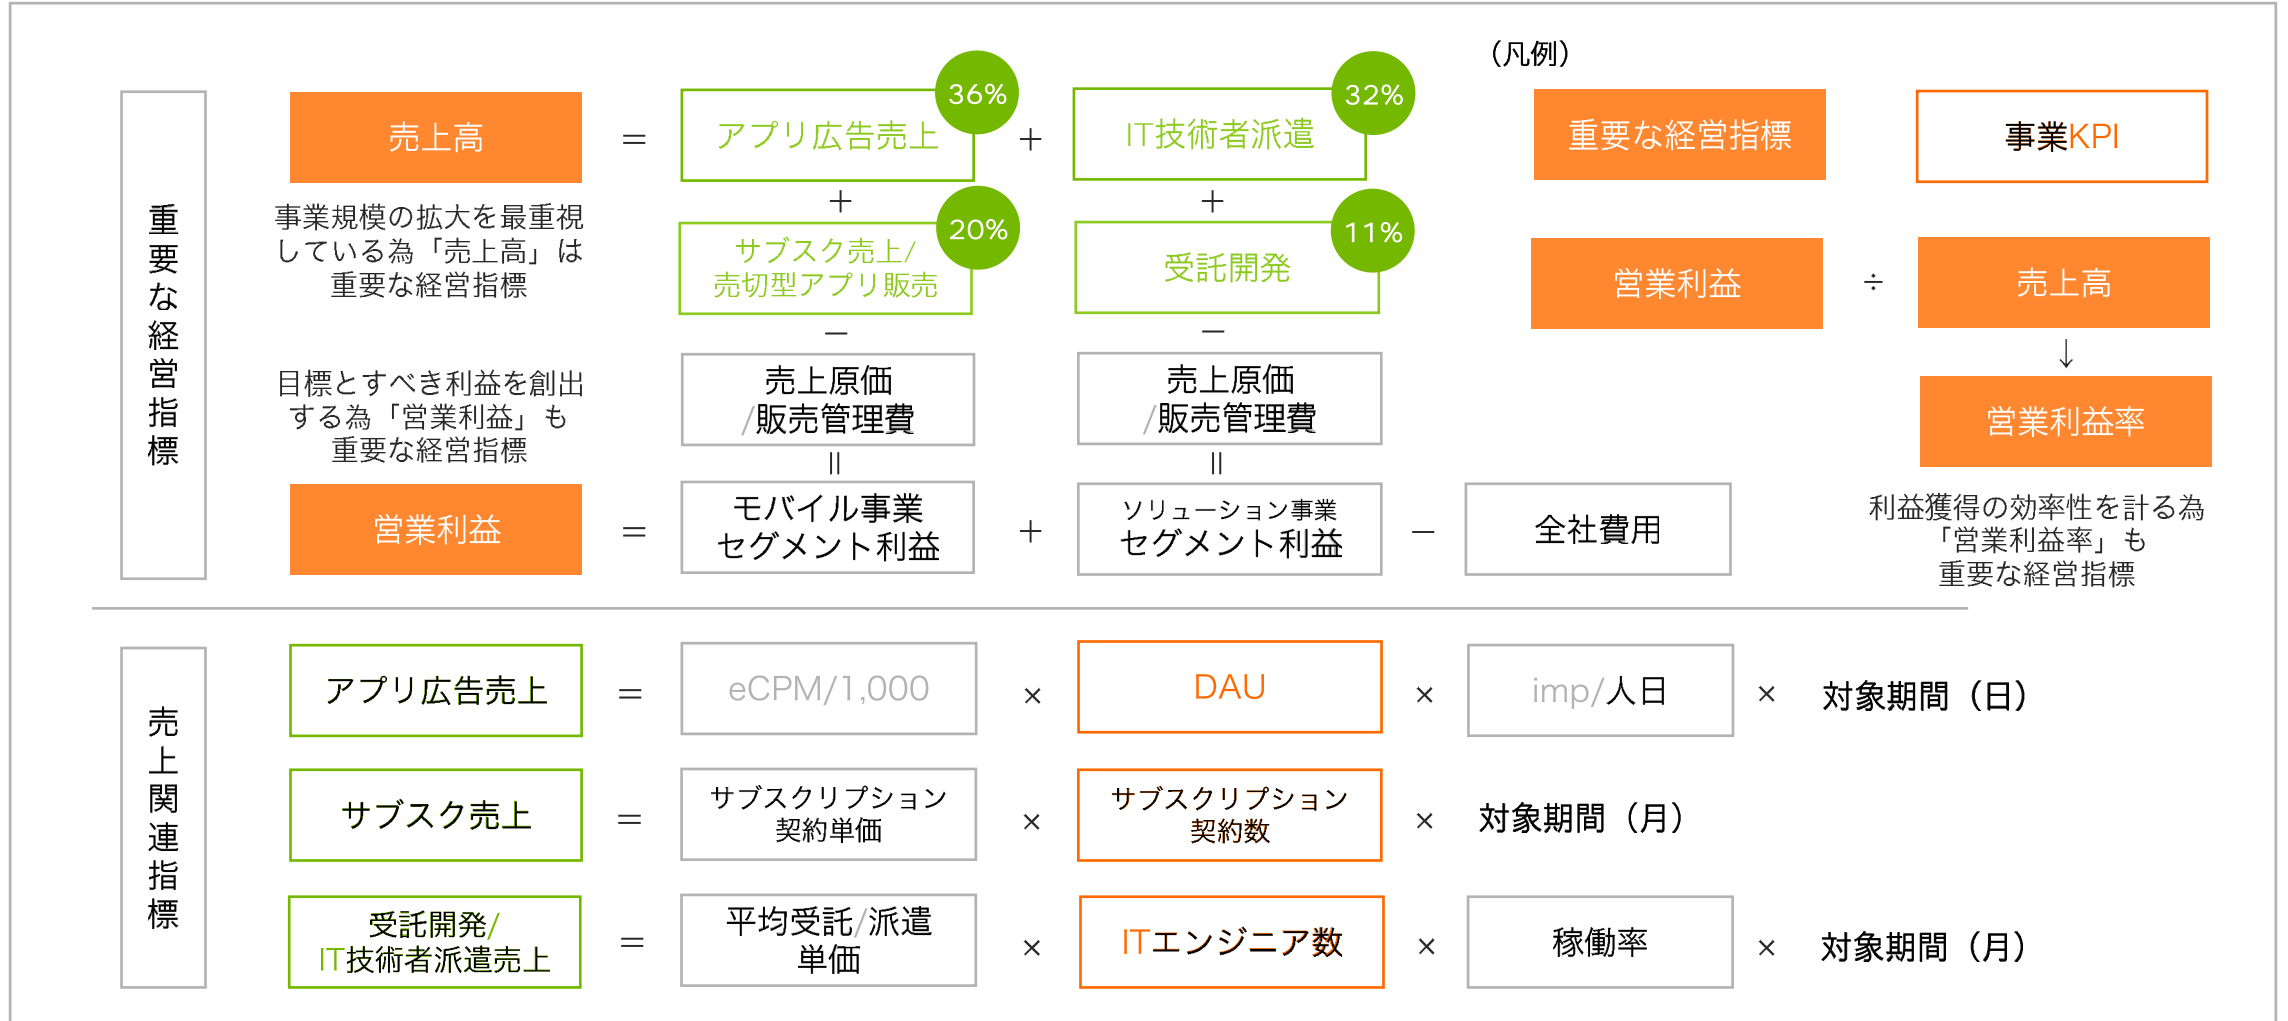 (凡例)
重要な経営指標
売上高
=
アプリ広告売上
36%
+
IT技術者派遣
32%
重要な経営指標
事業KPI
事業規模の拡大を最重視
している為「売上高」は
重要な経営指標
+
+
サブスク売上/
売切型アプリ販売
20%
受託開発
11%
営業利益
÷
売上高
−
−
↓
目標とすべき利益を創出
する為「営業利益」も
重要な経営指標
売上原価
/販売管理費
売上原価
/販売管理費
営業利益率
=
=
営業利益
=
モバイル事業
セグメント利益
+
ソリューション事業
セグメント利益
−
全社費用
利益獲得の効率性を計る為
「営業利益率」も
重要な経営指標
売上関連指標
アプリ広告売上
=
eCPM/1,000
×
DAU
×
imp/人日
×
対象期間（日）
サブスク売上
=
サブスクリプション
契約単価
×
サブスクリプション
契約数
×
対象期間（月）
受託開発/
IT技術者派遣売上
=
平均受託/派遣
単価
×
ITエンジニア数
×
稼働率
×
対象期間（月）